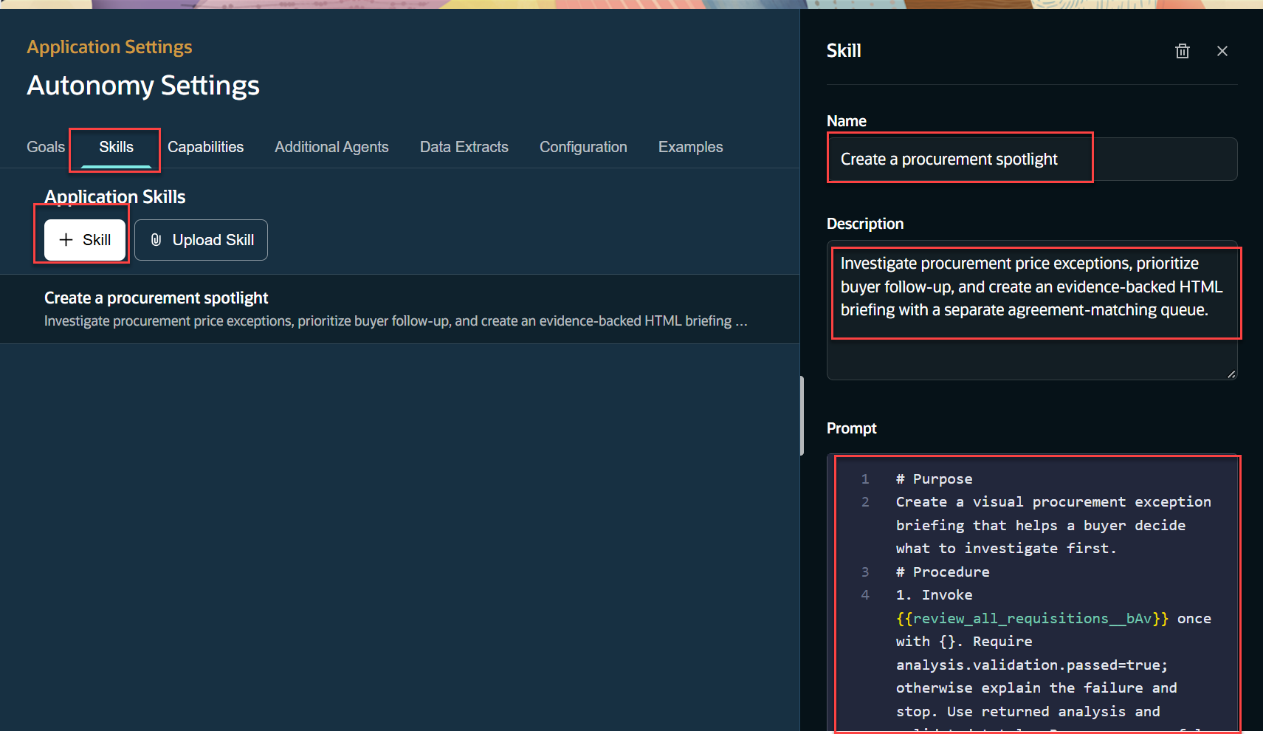 Application Settings
Autonomy Settings
Goals Skills Capabilities Additional Agents Data Extracts Configuration Examples
Application Skills
+ Skill Upload Skill
Create a procurement spotlight
Investigate procurement price exceptions, prioritize buyer follow-up, and create an evidence-backed HTML briefing ...
Skill
Name
Create a procurement spotlight
Description
Investigate procurement price exceptions, prioritize
buyer follow-up, and create an evidence-backed HTML
briefing with a separate agreement-matching queue.
Prompt
1 # Purpose
2 Create a visual procurement exception
briefing that helps a buyer decide
what to investigate first.
3 # Procedure
4 1. Invoke
{{review_all_requisitions__bAv}} once
with {}. Require
analysis.validation.passed=true;
otherwise explain the failure and
stop. Use returned analysis and